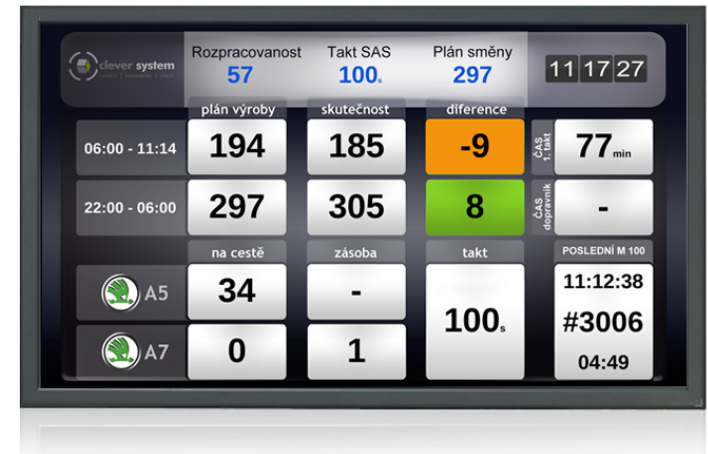 clever system
Rozpracovanost
57
Takt SAS
100s
Plán směny
297
11 17 27
plán výroby
skutečnost
diference
06:00 - 11:14
194
185
-9
ČAS
1. takt
77 min
22:00 - 06:00
297
305
8
ČAS
dopravník
-
na cestě
zásoba
takt
POSLEDNÍ M 100
A5
34
-
100s
11:12:38
#3006
04:49
A7
0
1